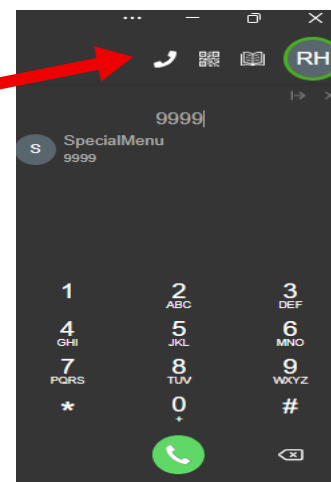 RH
9999
S
SpecialMenu
9999
1 2 3
ABC DEF
4 5 6
GHI JKL MNO
7 8 9
PQRS TUV WXYZ
* 0 #
+